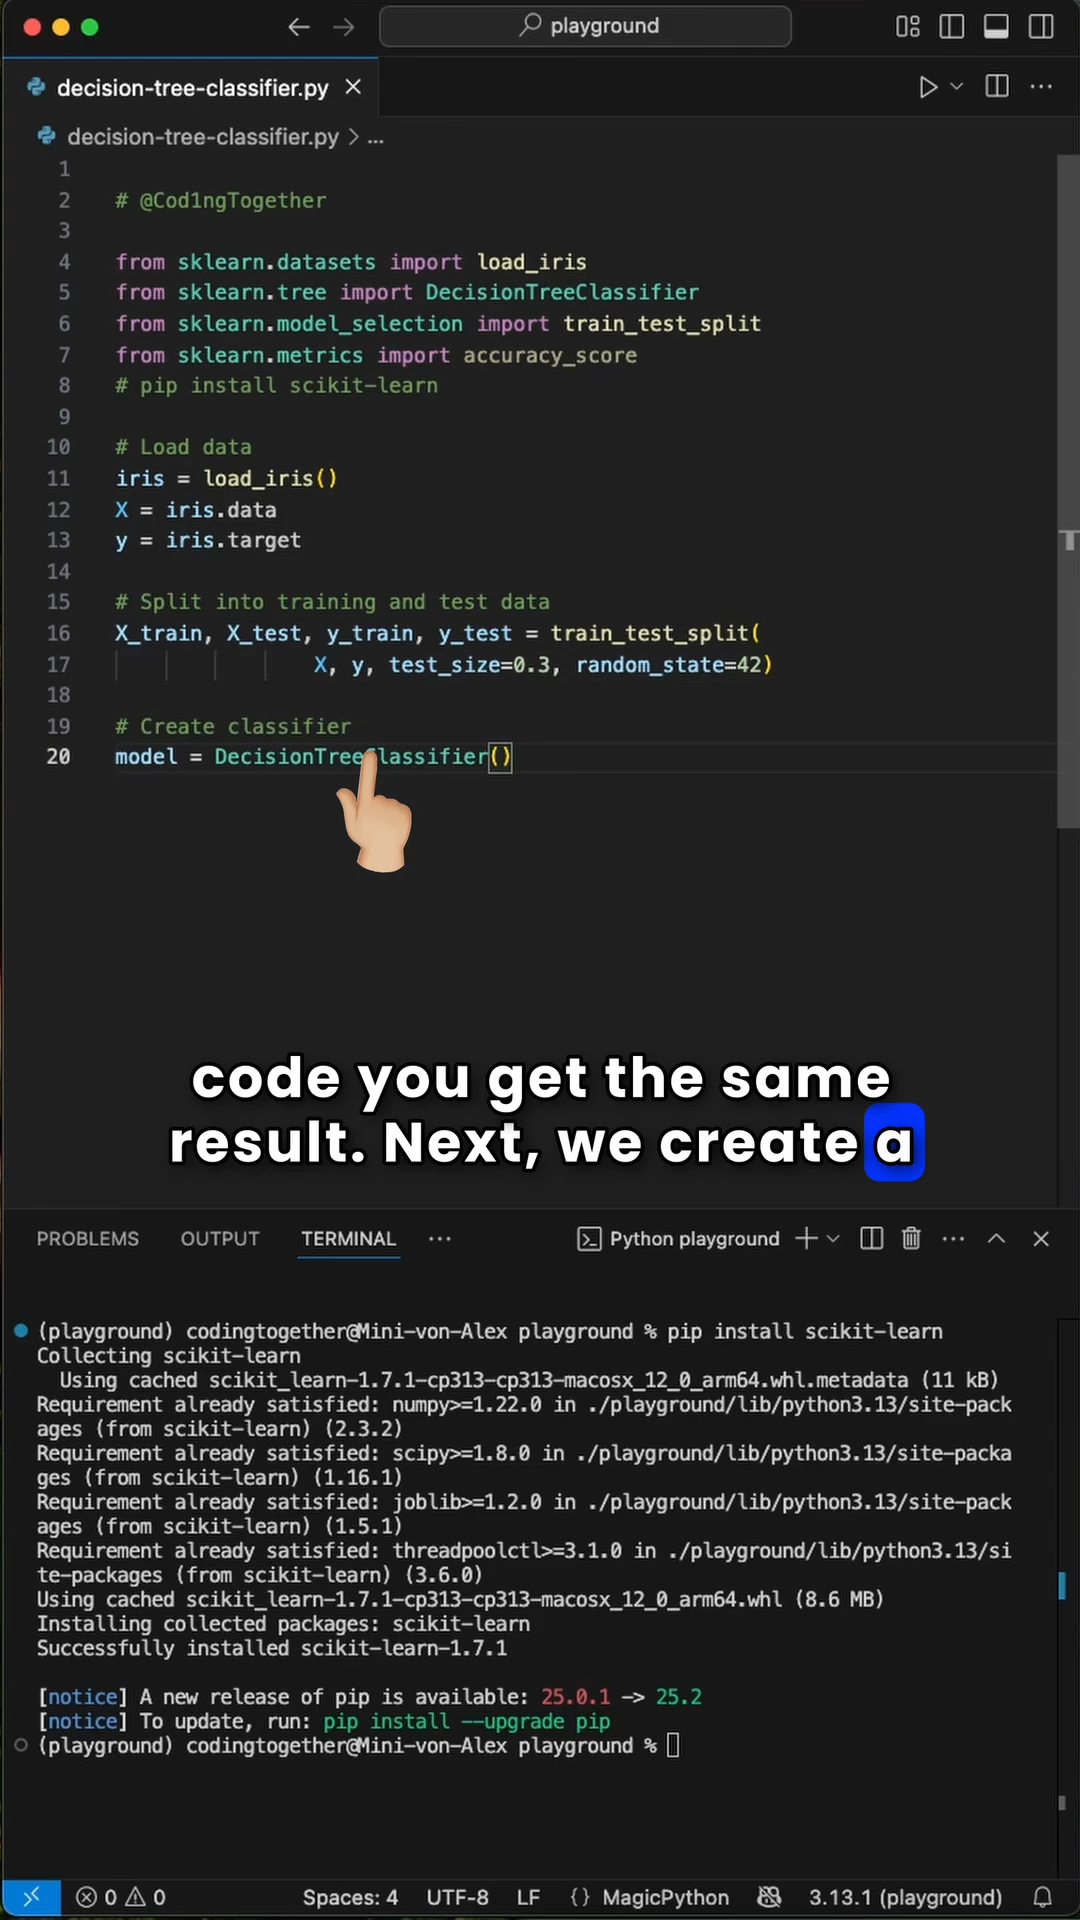 playground
decision-tree-classifier.py
decision-tree-classifier.py > ...
1
2 # @Cod1ngTogether
3
4 from sklearn.datasets import load_iris
5 from sklearn.tree import DecisionTreeClassifier
6 from sklearn.model_selection import train_test_split
7 from sklearn.metrics import accuracy_score
8 # pip install scikit-learn
9
10 # Load data
11 iris = load_iris()
12 X = iris.data
13 y = iris.target
14
15 # Split into training and test data
16 X_train, X_test, y_train, y_test = train_test_split(
17 X, y, test_size=0.3, random_state=42)
18
19 # Create classifier
20 model = DecisionTreeClassifier()
code you get the same
result. Next, we create a
PROBLEMS OUTPUT TERMINAL ... Python playground
(playground) codingtogether@Mini-von-Alex playground % pip install scikit-learn
Collecting scikit-learn
Using cached scikit_learn-1.7.1-cp313-cp313-macosx_12_0_arm64.whl.metadata (11 kB)
Requirement already satisfied: numpy>=1.22.0 in ./playground/lib/python3.13/site-pack
ages (from scikit-learn) (2.3.2)
Requirement already satisfied: scipy>=1.8.0 in ./playground/lib/python3.13/site-packa
ges (from scikit-learn) (1.16.1)
Requirement already satisfied: joblib>=1.2.0 in ./playground/lib/python3.13/site-pack
ages (from scikit-learn) (1.5.1)
Requirement already satisfied: threadpoolctl>=3.1.0 in ./playground/lib/python3.13/si
te-packages (from scikit-learn) (3.6.0)
Using cached scikit_learn-1.7.1-cp313-cp313-macosx_12_0_arm64.whl (8.6 MB)
Installing collected packages: scikit-learn
Successfully installed scikit-learn-1.7.1
[notice] A new release of pip is available: 25.0.1 -> 25.2
[notice] To update, run: pip install --upgrade pip
(playground) codingtogether@Mini-von-Alex playground %
0 0 Spaces: 4 UTF-8 LF {} MagicPython 3.13.1 (playground)